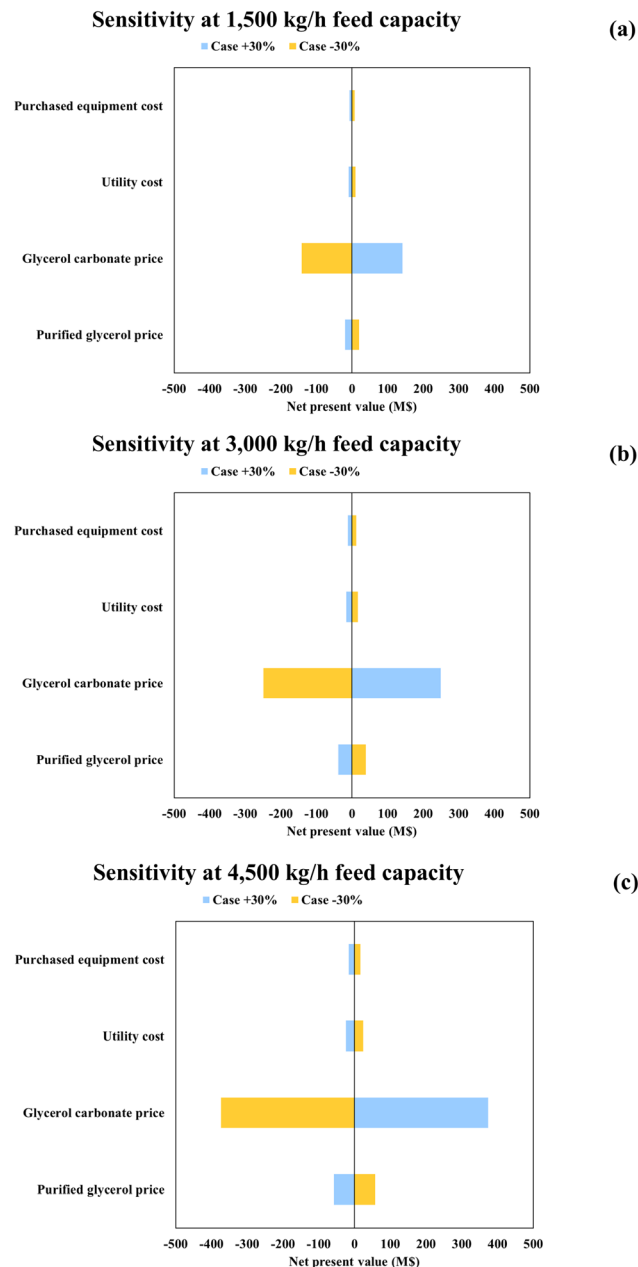 Sensitivity at 1,500 kg/h feed capacity
(a)
Case +30% Case -30%
Purchased equipment cost
Utility cost
Glycerol carbonate price
Purified glycerol price
-500 -400 -300 -200 -100 0 100 200 300 400 500
Net present value (M$)
Sensitivity at 3,000 kg/h feed capacity
(b)
Case +30% Case -30%
Purchased equipment cost
Utility cost
Glycerol carbonate price
Purified glycerol price
-500 -400 -300 -200 -100 0 100 200 300 400 500
Net present value (M$)
Sensitivity at 4,500 kg/h feed capacity
(c)
Case +30% Case -30%
Purchased equipment cost
Utility cost
Glycerol carbonate price
Purified glycerol price
-500 -400 -300 -200 -100 0 100 200 300 400 500
Net present value (M$)